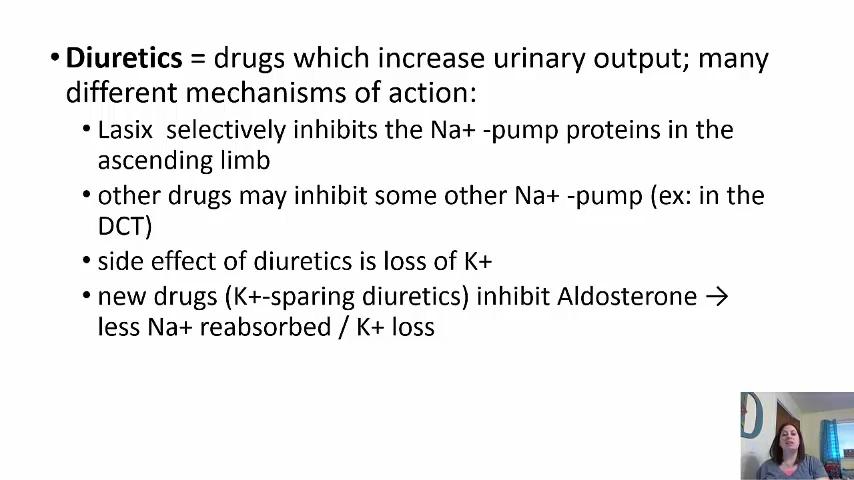 • Diuretics = drugs which increase urinary output; many
different mechanisms of action:
• Lasix  selectively inhibits the Na+ -pump proteins in the
ascending limb
• other drugs may inhibit some other Na+ -pump (ex: in the
DCT)
• side effect of diuretics is loss of K+
• new drugs (K+-sparing diuretics) inhibit Aldosterone →
less Na+ reabsorbed / K+ loss
D